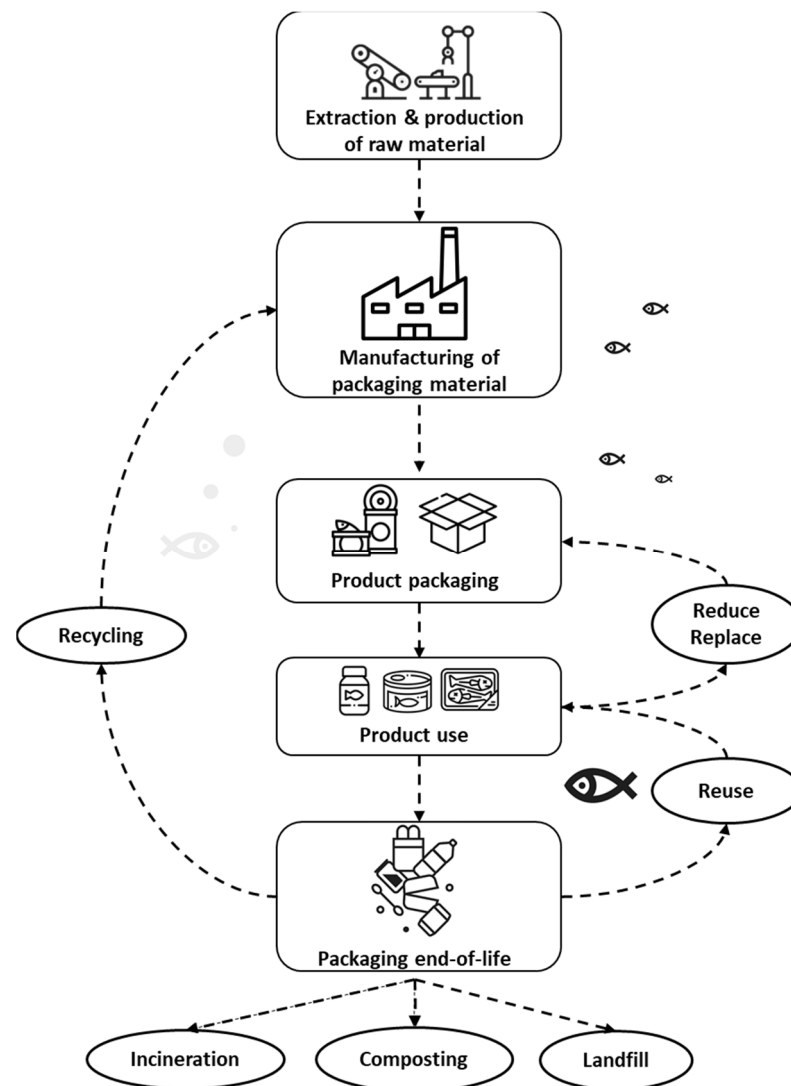 Extraction & production
of raw material
Manufacturing of
packaging material
Product packaging
Reduce
Replace
Recycling
Product use
Reuse
Packaging end-of-life
Incineration
Composting
Landfill